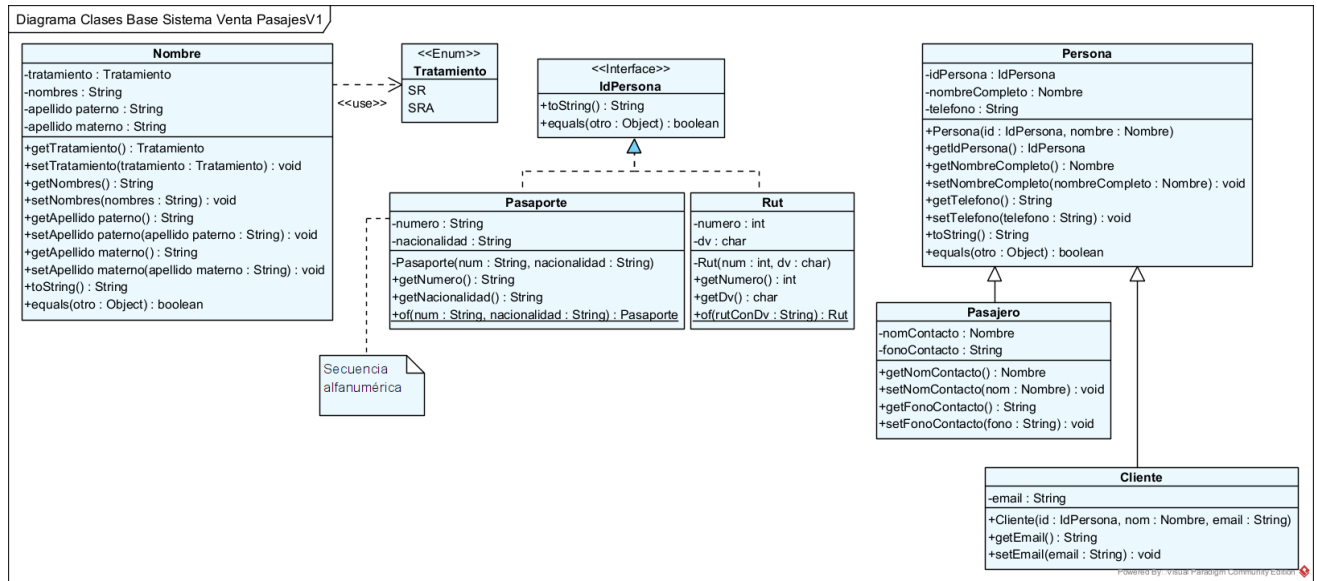 Diagrama Clases Base Sistema Venta PasajesV1
Nombre
-tratamiento : Tratamiento
-nombres : String
-apellido paterno : String
-apellido materno : String
+getTratamiento() : Tratamiento
+setTratamiento(tratamiento : Tratamiento) : void
+getNombres() : String
+setNombres(nombres : String) : void
+getApellido paterno() : String
+setApellido paterno(apellido paterno : String) : void
+getApellido materno() : String
+setApellido materno(apellido materno : String) : void
+toString() : String
+equals(otro : Object) : boolean
<<use>>
<<Enum>>
Tratamiento
SR
SRA
<<Interface>>
IdPersona
+toString() : String
+equals(otro : Object) : boolean
Pasaporte
-numero : String
-nacionalidad : String
-Pasaporte(num : String, nacionalidad : String)
+getNumero() : String
+getNacionalidad() : String
+of(num : String, nacionalidad : String) : Pasaporte
Secuencia
alfanumérica
Rut
-numero : int
-dv : char
-Rut(num : int, dv : char)
+getNumero() : int
+getDv() : char
+of(rutConDv : String) : Rut
Persona
-idPersona : IdPersona
-nombreCompleto : Nombre
-telefono : String
+Persona(id : IdPersona, nombre : Nombre)
+getIdPersona() : IdPersona
+getNombreCompleto() : Nombre
+setNombreCompleto(nombreCompleto : Nombre) : void
+getTelefono() : String
+setTelefono(telefono : String) : void
+toString() : String
+equals(otro : Object) : boolean
Pasajero
-nomContacto : Nombre
-fonoContacto : String
+getNomContacto() : Nombre
+setNomContacto(nom : Nombre) : void
+getFonoContacto() : String
+setFonoContacto(fono : String) : void
Cliente
-email : String
+Cliente(id : IdPersona, nom : Nombre, email : String)
+getEmail() : String
+setEmail(email : String) : void
Powered By: Visual Paradigm Community Edition